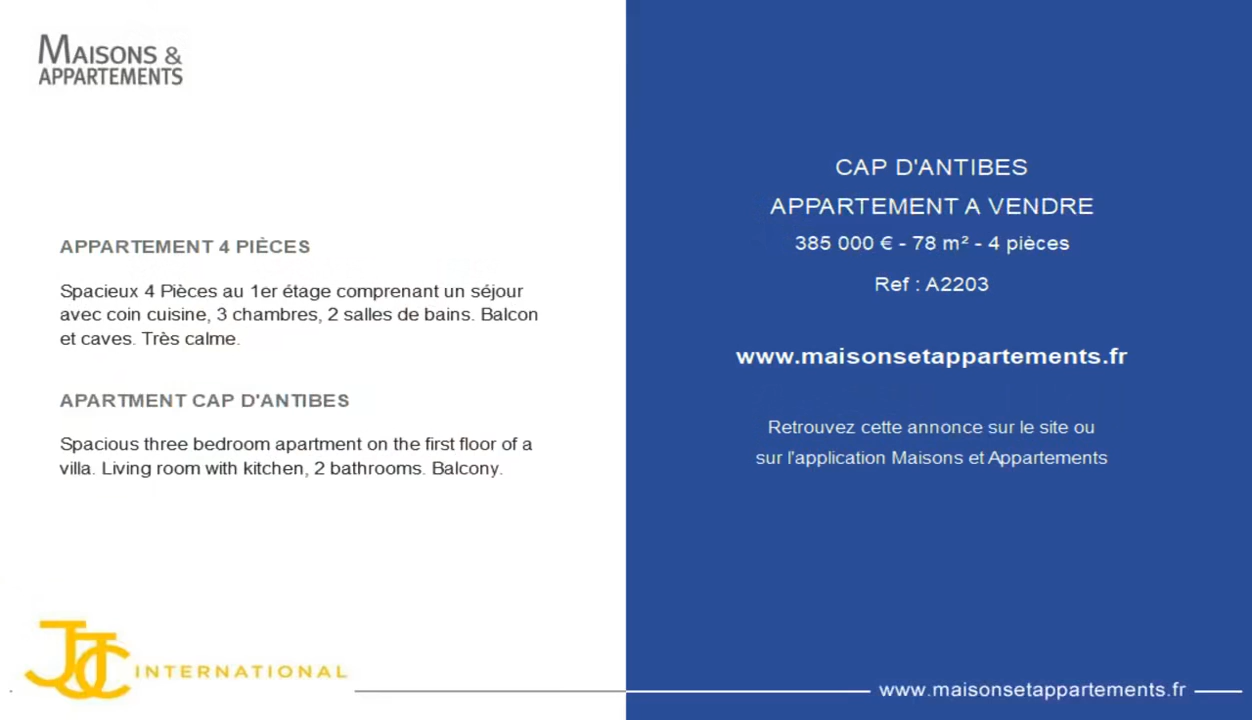 MAISONS &
APPARTEMENTS
APPARTEMENT 4 PIÈCES
Spacieux 4 Pièces au 1er étage comprenant un séjour
avec coin cuisine, 3 chambres, 2 salles de bains. Balcon
et caves. Très calme.
APARTMENT CAP D'ANTIBES
Spacious three bedroom apartment on the first floor of a
villa. Living room with kitchen, 2 bathrooms. Balcony.
JJC INTERNATIONAL
CAP D'ANTIBES
APPARTEMENT A VENDRE
385 000 € - 78 m² - 4 pièces
Ref : A2203
www.maisonsetappartements.fr
Retrouvez cette annonce sur le site ou
sur l'application Maisons et Appartements
www.maisonsetappartements.fr